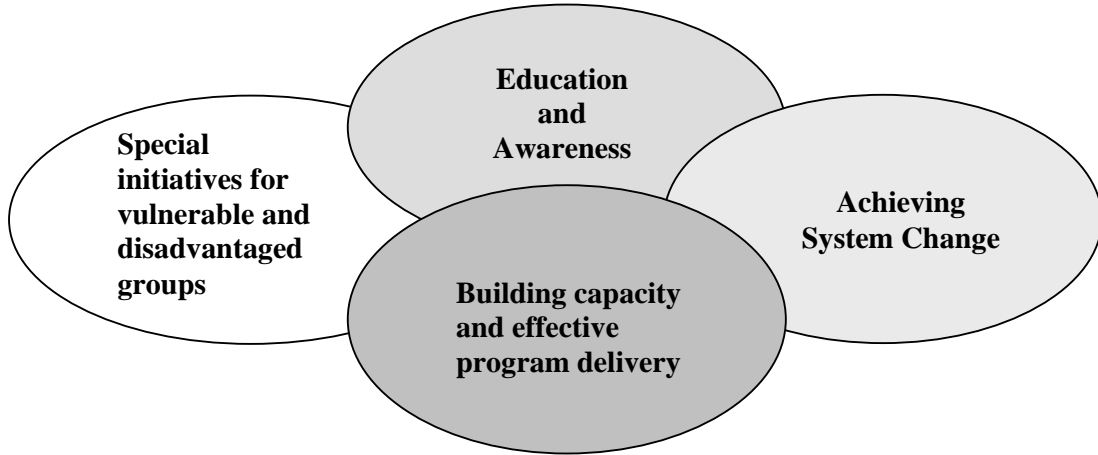 Education
and
Awareness
Special
initiatives for
vulnerable and
disadvantaged
groups
Achieving
System Change
Building capacity
and effective
program delivery